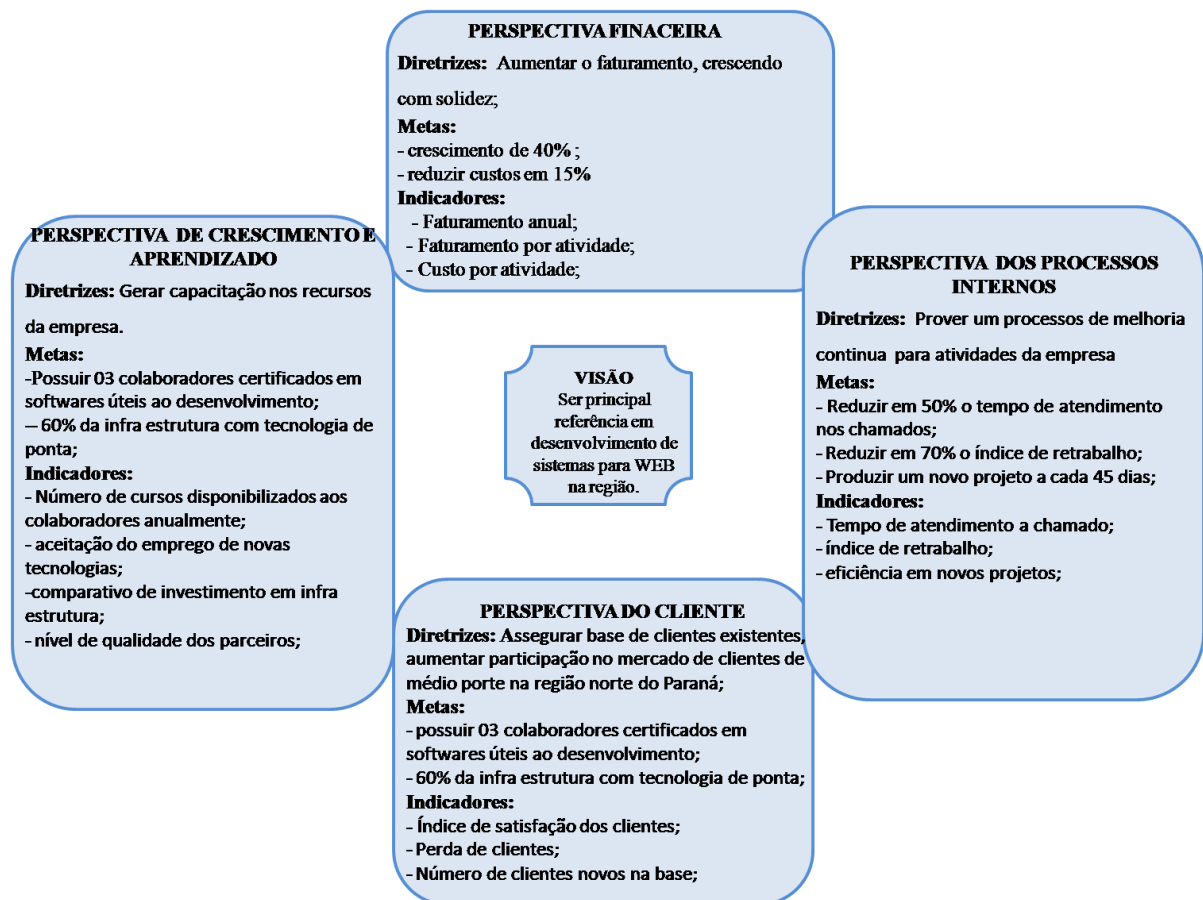 PERSPECTIVA FINACEIRA
Diretrizes: Aumentar o faturamento, crescendo
com solidez;
Metas:
- crescimento de 40% ;
- reduzir custos em 15%
Indicadores:
- Faturamento anual;
- Faturamento por atividade;
- Custo por atividade;
PERSPECTIVA DE CRESCIMENTO E
APRENDIZADO
Diretrizes: Gerar capacitação nos recursos
da empresa.
Metas:
-Possuir 03 colaboradores certificados em
softwares úteis ao desenvolvimento;
– 60% da infra estrutura com tecnologia de
ponta;
Indicadores:
- Número de cursos disponibilizados aos
colaboradores anualmente;
- aceitação do emprego de novas
tecnologias;
-comparativo de investimento em infra
estrutura;
- nível de qualidade dos parceiros;
VISÃO
Ser principal
referência em
desenvolvimento de
sistemas para WEB
na região.
PERSPECTIVA DOS PROCESSOS
INTERNOS
Diretrizes: Prover um processos de melhoria
continua para atividades da empresa
Metas:
- Reduzir em 50% o tempo de atendimento
nos chamados;
- Reduzir em 70% o índice de retrabalho;
- Produzir um novo projeto a cada 45 dias;
Indicadores:
- Tempo de atendimento a chamado;
- índice de retrabalho;
- eficiência em novos projetos;
PERSPECTIVA DO CLIENTE
Diretrizes: Assegurar base de clientes existentes,
aumentar participação no mercado de clientes de
médio porte na região norte do Paraná;
Metas:
- possuir 03 colaboradores certificados em
softwares úteis ao desenvolvimento;
- 60% da infra estrutura com tecnologia de ponta;
Indicadores:
- Índice de satisfação dos clientes;
- Perda de clientes;
- Número de clientes novos na base;